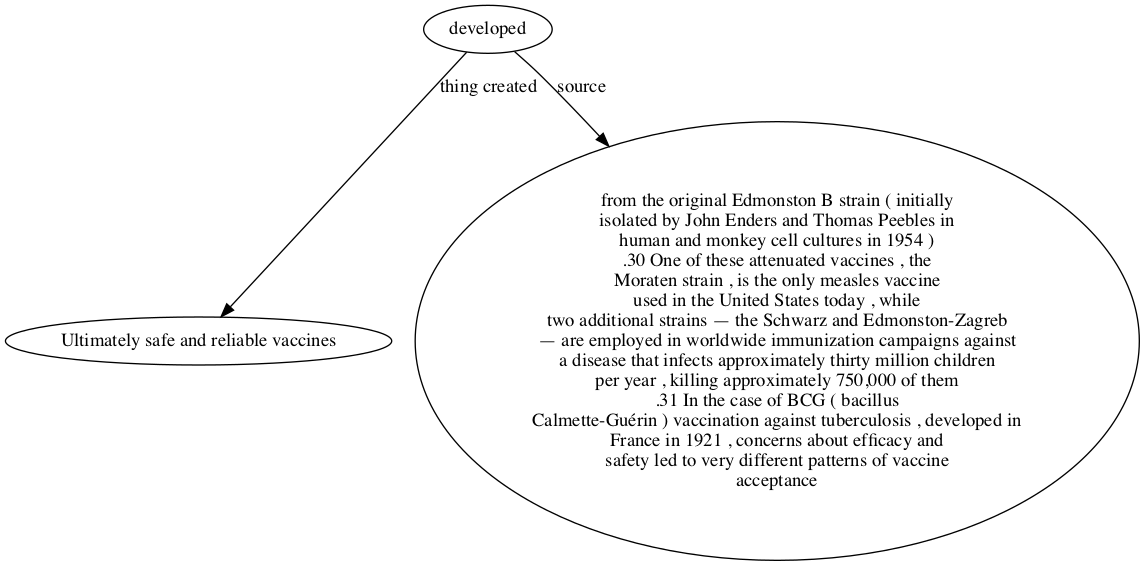 developed
thing created
source
from the original Edmonston B strain ( initially
isolated by John Enders and Thomas Peebles in
human and monkey cell cultures in 1954 )
.30 One of these attenuated vaccines , the
Moraten strain , is the only measles vaccine
used in the United States today , while
two additional strains — the Schwarz and Edmonston-Zagreb
— are employed in worldwide immunization campaigns against
a disease that infects approximately thirty million children
per year , killing approximately 750,000 of them
.31 In the case of BCG ( bacillus
Calmette-Guérin ) vaccination against tuberculosis , developed in
France in 1921 , concerns about efficacy and
safety led to very different patterns of vaccine
acceptance
Ultimately safe and reliable vaccines